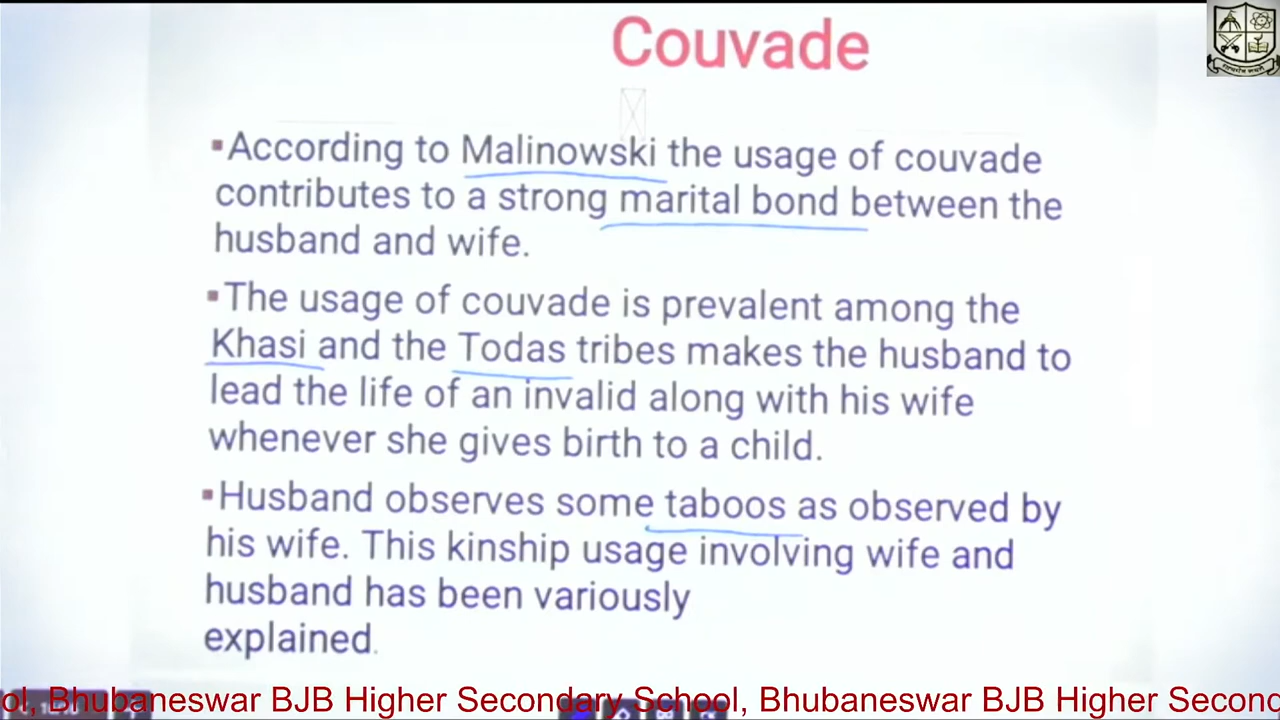 Couvade
▪According to Malinowski the usage of couvade
contributes to a strong marital bond between the
husband and wife.
▪The usage of couvade is prevalent among the
Khasi and the Todas tribes makes the husband to
lead the life of an invalid along with his wife
whenever she gives birth to a child.
▪Husband observes some taboos as observed by
his wife. This kinship usage involving wife and
husband has been variously
explained.
ol, Bhubaneswar BJB Higher Secondary School, Bhubaneswar BJB Higher Secon